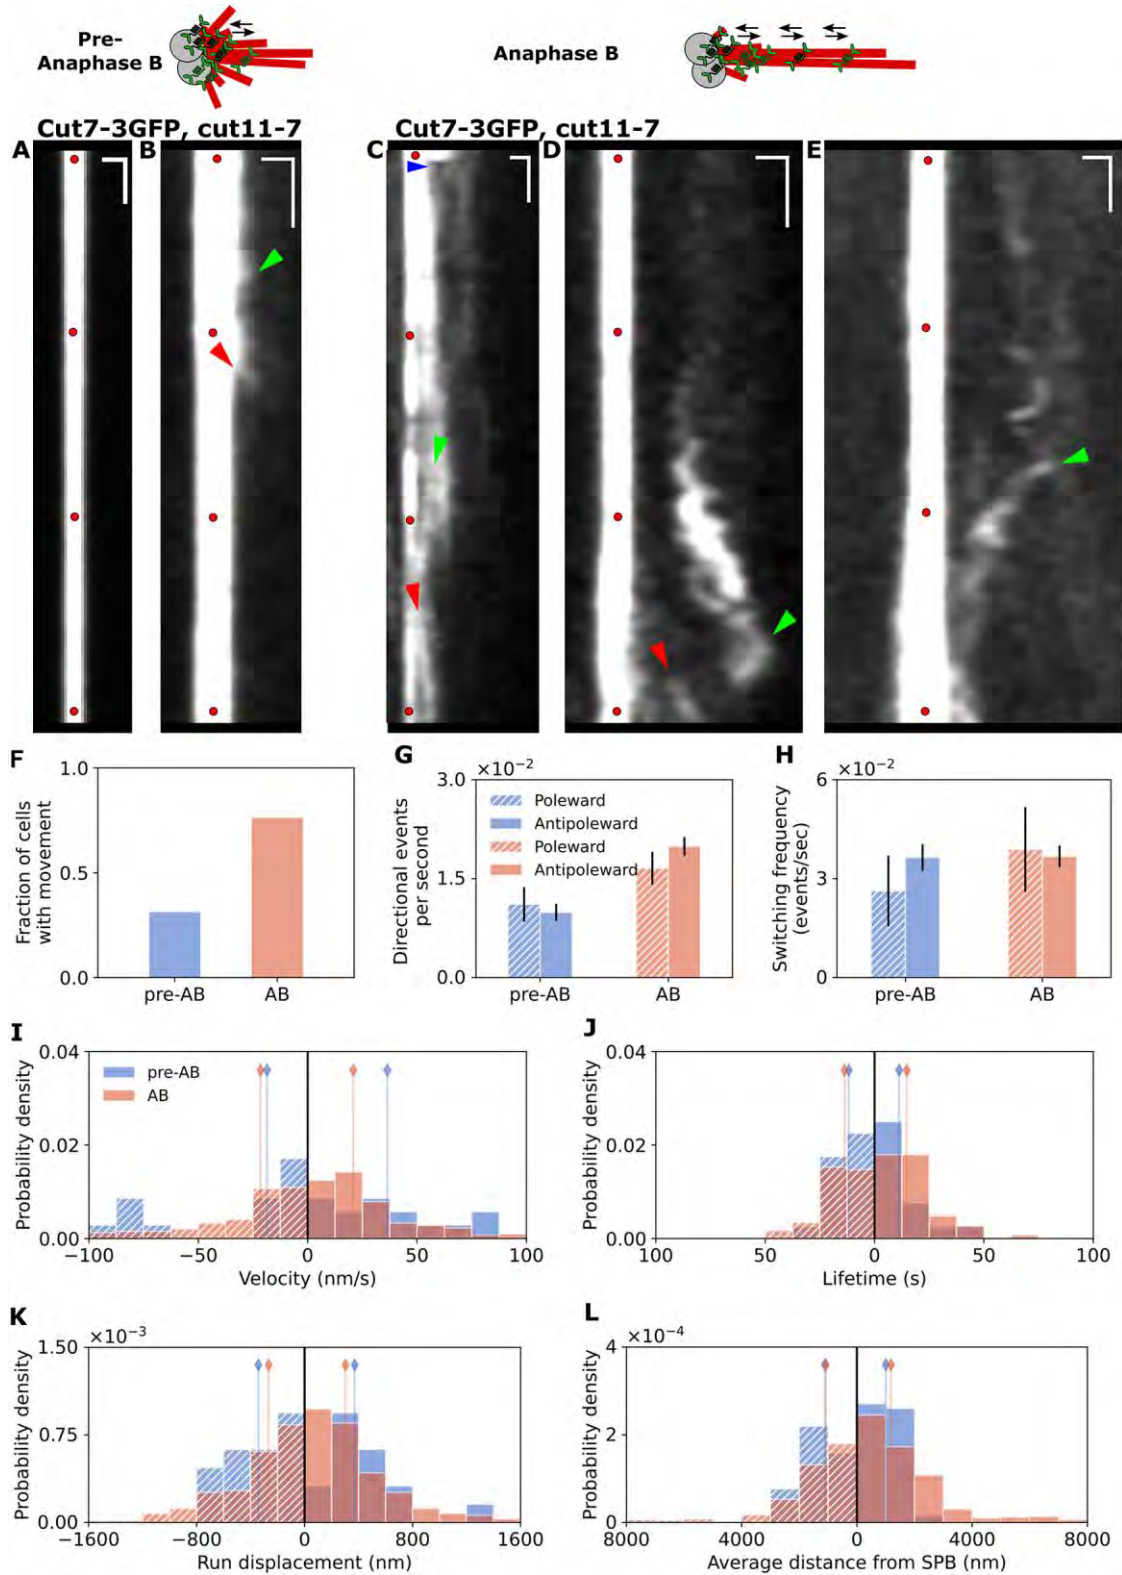 Pre-
Anaphase B
Anaphase B
Cut7-3GFP, cut11-7
Cut7-3GFP, cut11-7
A
B
C
D
E
F
Fraction of cells
with movement
1.0
0.5
0.0
pre-AB
AB
G
×10−2
Directional events
per second
3.0
1.5
0.0
Poleward
Antipoleward
Poleward
Antipoleward
pre-AB
AB
H
×10−2
Switching frequency
(events/sec)
6
3
0
pre-AB
AB
I
Probability density
0.04
0.02
0.00
pre-AB
AB
−100
−50
0
50
100
Velocity (nm/s)
J
Probability density
0.04
0.02
0.00
100
50
0
50
100
Lifetime (s)
K
×10−3
Probability density
1.50
0.75
0.00
−1600
−800
0
800
1600
Run displacement (nm)
L
×10−4
Probability density
4
2
0
8000
4000
0
4000
8000
Average distance from SPB (nm)